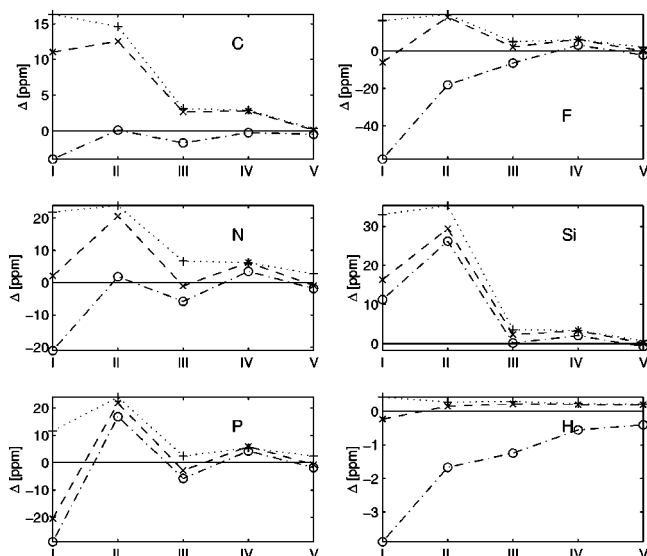 C
Δ [ppm]
15
10
5
0
I II III IV V
F
Δ [ppm]
0
−20
−40
I II III IV V
N
Δ [ppm]
20
10
0
−10
−20
I II III IV V
Si
Δ [ppm]
30
20
10
0
I II III IV V
P
Δ [ppm]
20
10
0
−10
−20
I II III IV V
H
Δ [ppm]
0
−1
−2
−3
I II III IV V